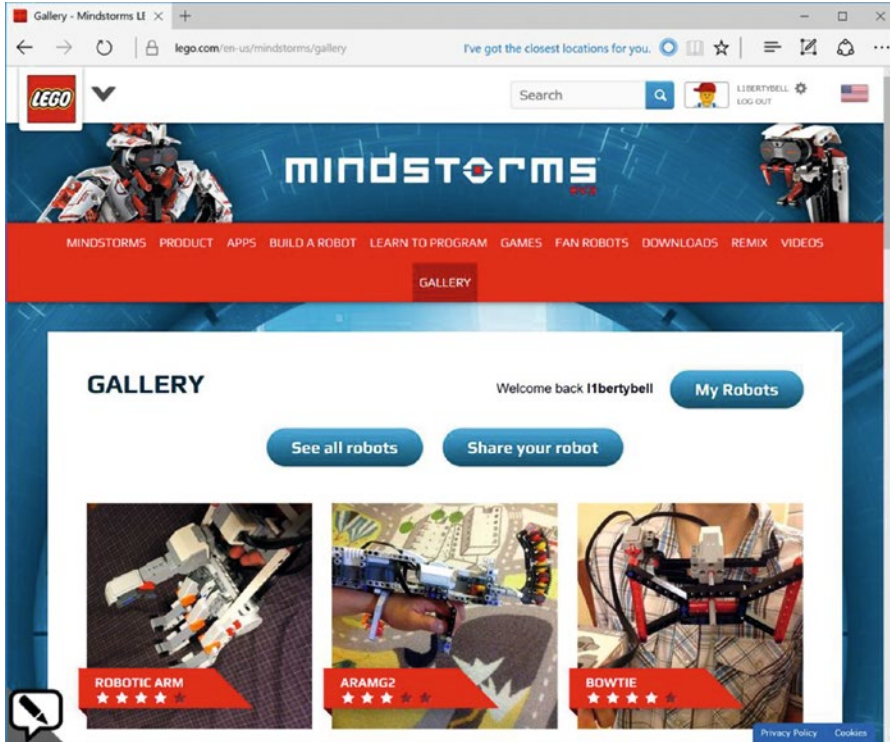 Gallery - Mindstorms LE
lego.com/en-us/mindstorms/gallery
I've got the closest locations for you.
LEGO
Search
L1BERTYBELL
LOG OUT
mindstorms
MINDSTORMS PRODUCT APPS BUILD A ROBOT LEARN TO PROGRAM GAMES FAN ROBOTS DOWNLOADS REMIX VIDEOS
GALLERY
GALLERY
Welcome back l1bertybell
My Robots
See all robots
Share your robot
ROBOTIC ARM
ARAMG2
BOWTIE
Privacy Policy Cookies